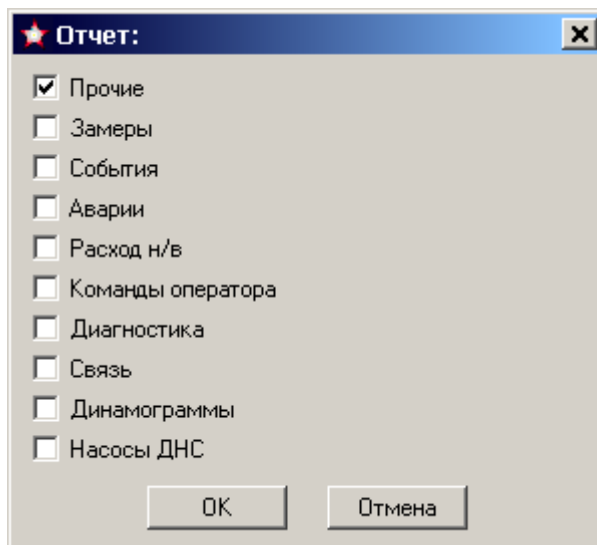 Отчет:
Прочие
Замеры
События
Аварии
Расход н/в
Команды оператора
Диагностика
Связь
Динамограммы
Насосы ДНС
OK Отмена